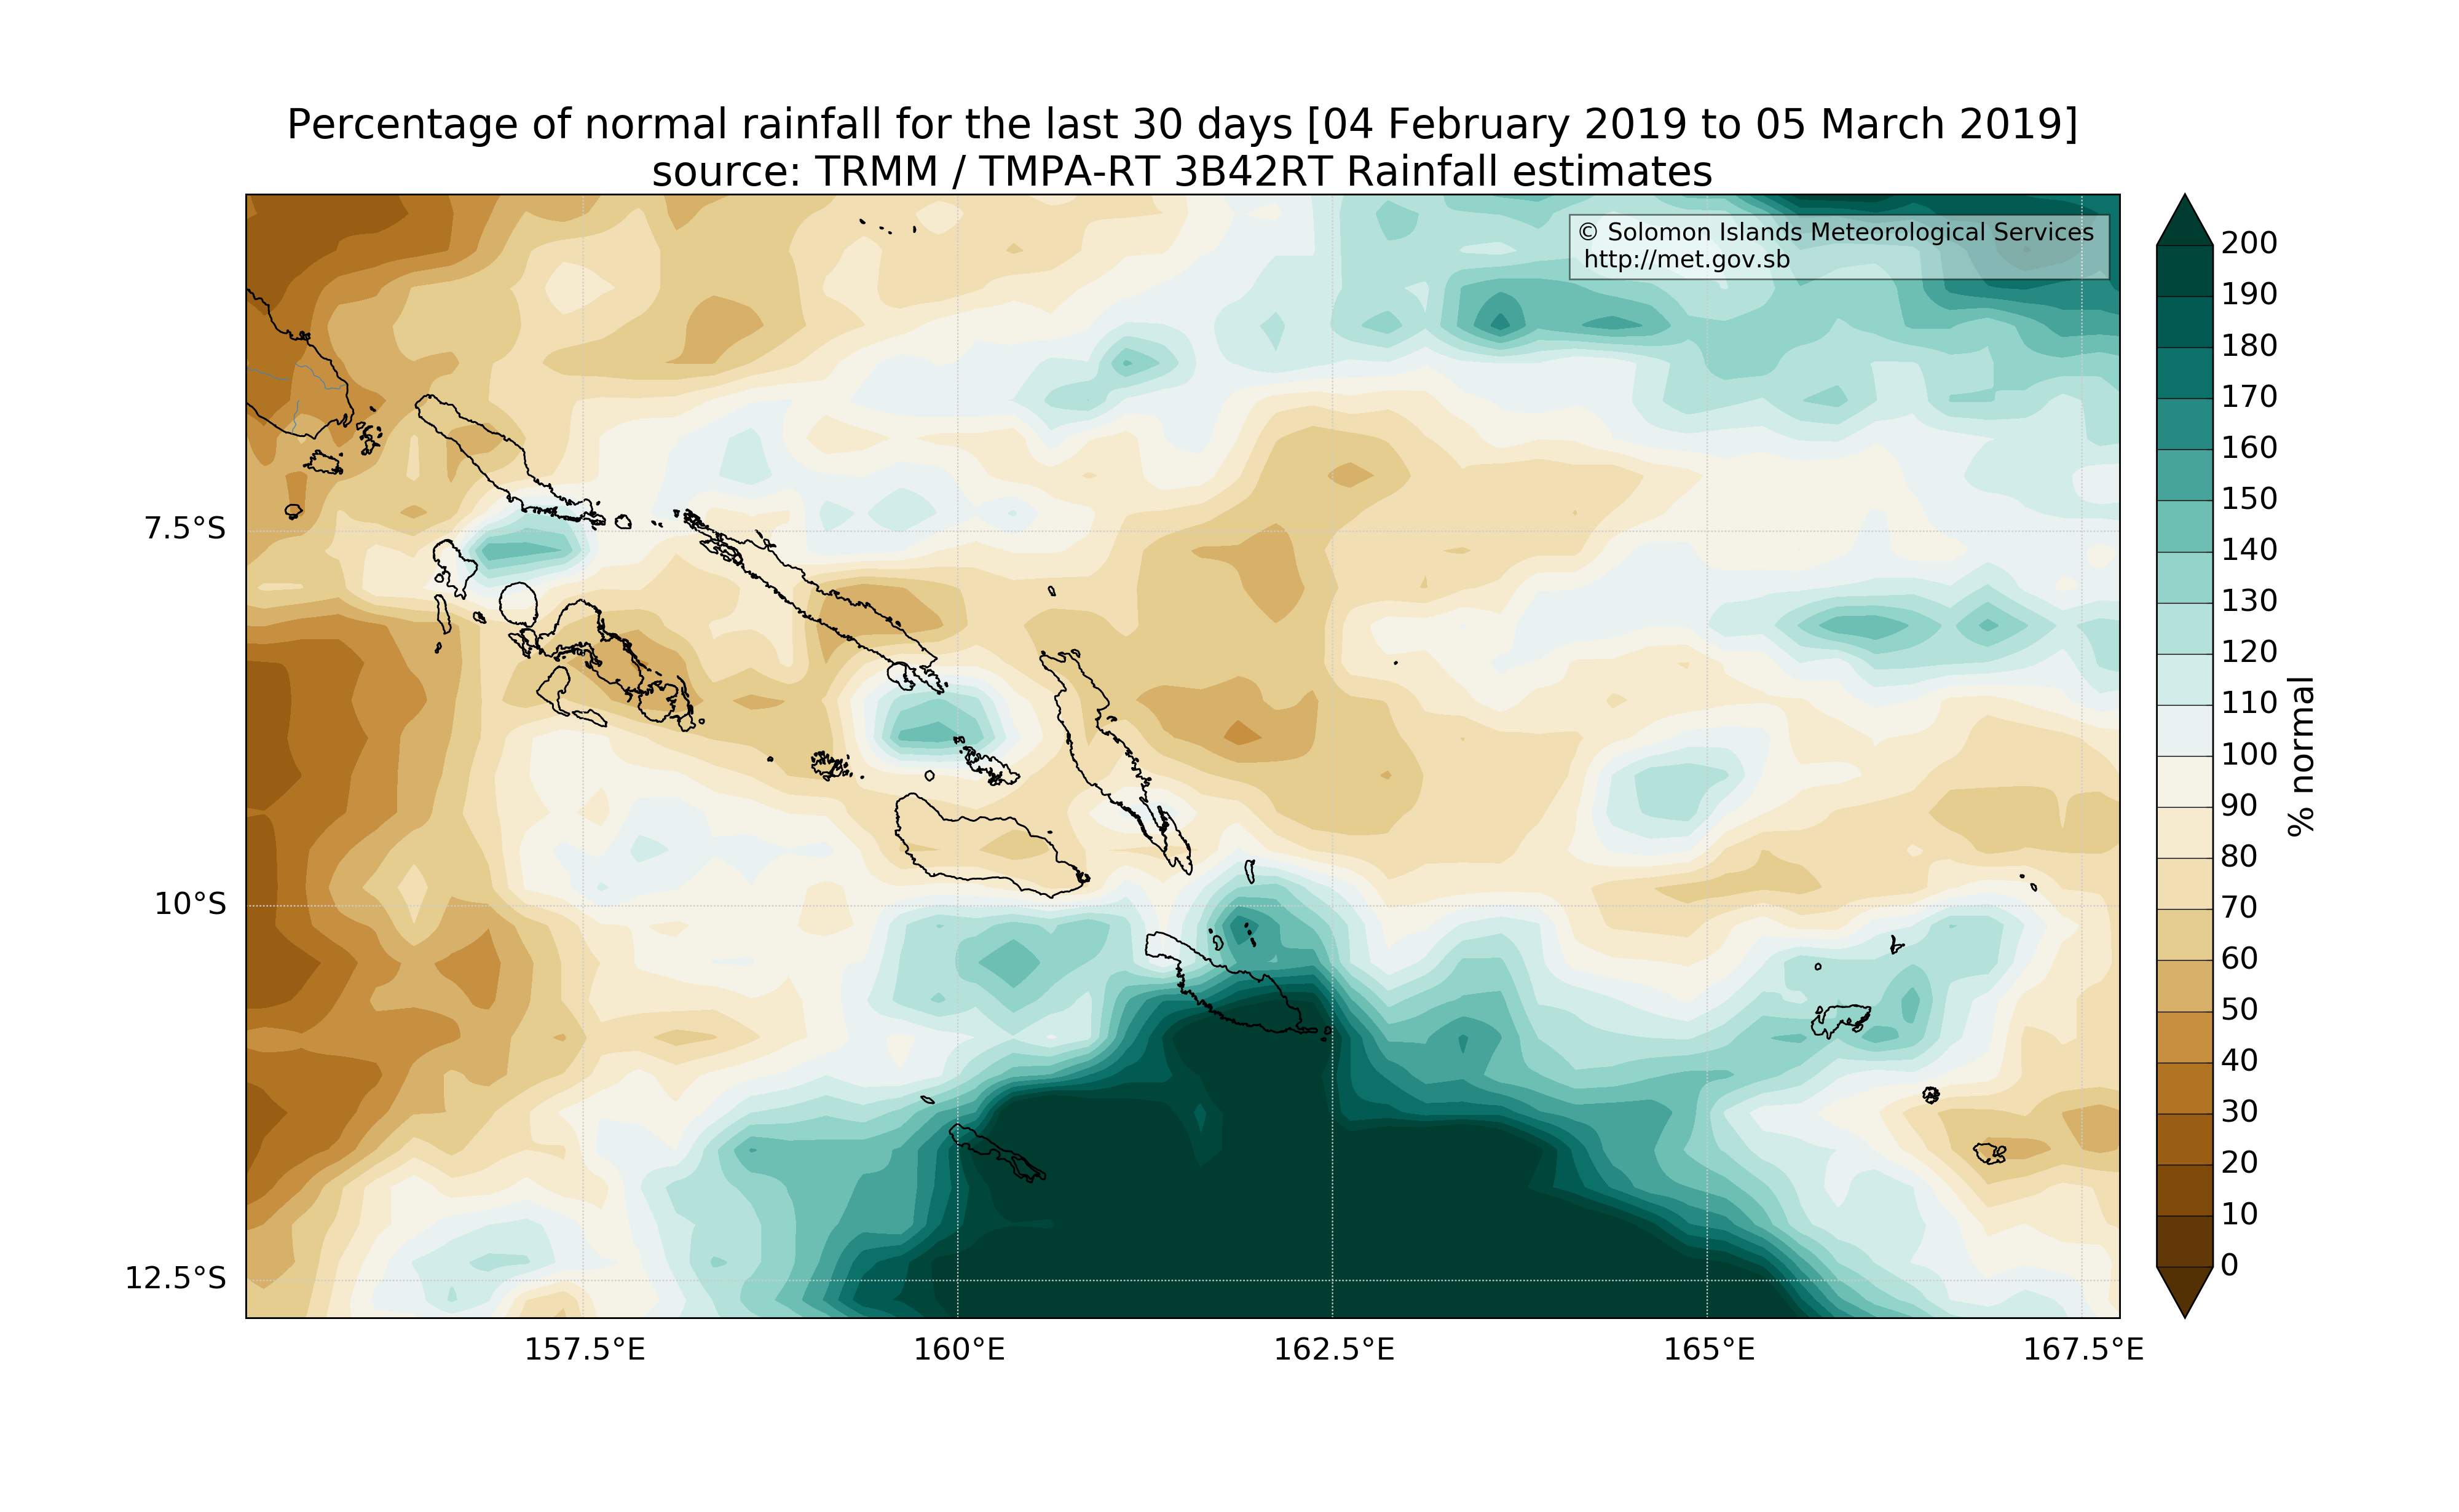 Percentage of normal rainfall for the last 30 days [04 February 2019 to 05 March 2019]
source: TRMM / TMPA-RT 3B42RT Rainfall estimates
© Solomon Islands Meteorological Services
http://met.gov.sb
7.5°S
10°S
12.5°S
157.5°E
160°E
162.5°E
165°E
167.5°E
200
190
180
170
160
150
140
130
120
110
100
90
80
70
60
50
40
30
20
10
0
% normal